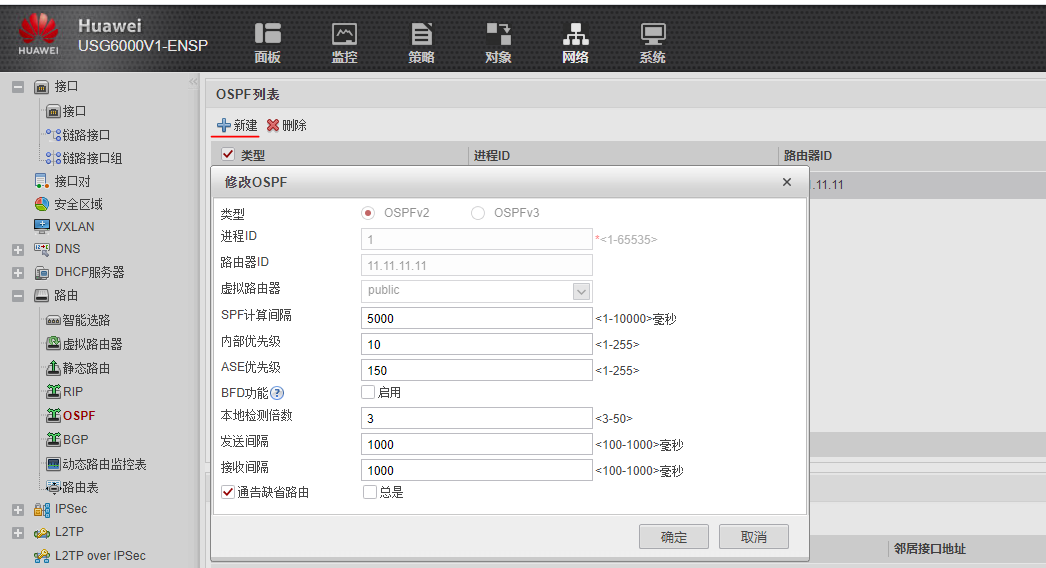 HUAWEI
Huawei
USG6000V1-ENSP
面板
监控
策略
对象
网络
系统
接口
接口
链路接口
链路接口组
接口对
安全区域
VXLAN
DNS
DHCP服务器
路由
智能选路
虚拟路由器
静态路由
RIP
OSPF
BGP
动态路由监控表
路由表
IPSec
L2TP
L2TP over IPSec
OSPF列表
新建 删除
类型 进程ID 路由器ID
.11.11
修改OSPF
类型 OSPFv2 OSPFv3
进程ID 1 *<1-65535>
路由器ID 11.11.11.11
虚拟路由器 public
SPF计算间隔 5000 <1-10000>毫秒
内部优先级 10 <1-255>
ASE优先级 150 <1-255>
BFD功能 ? 启用
本地检测倍数 3 <3-50>
发送间隔 1000 <100-1000>毫秒
接收间隔 1000 <100-1000>毫秒
通告缺省路由 总是
确定 取消
邻居接口地址